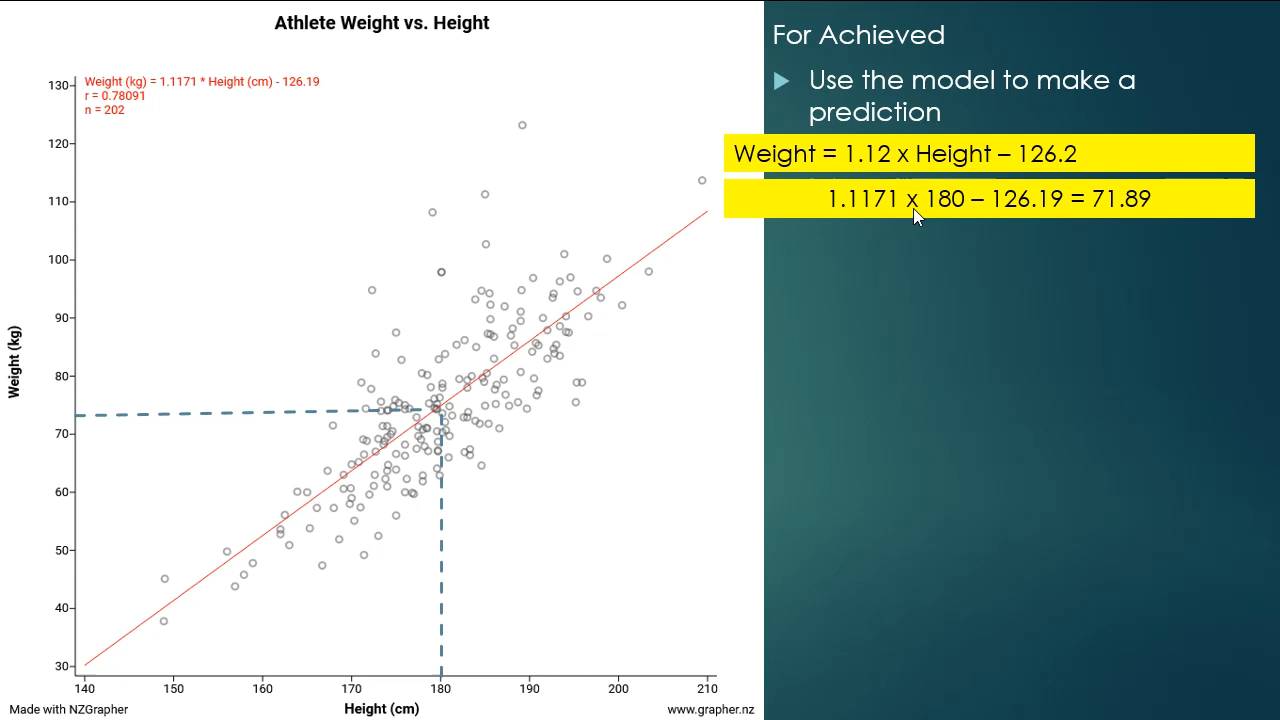 Athlete Weight vs. Height
Weight (kg) = 1.1171 * Height (cm) - 126.19
r = 0.78091
n = 202
130
120
110
100
90
80
70
60
50
40
30
Weight (kg)
140 150 160 170 180 190 200 210
Height (cm)
Made with NZGrapher
www.grapher.nz
For Achieved
Use the model to make a
prediction
Weight = 1.12 x Height – 126.2
1.1171 x 180 – 126.19 = 71.89